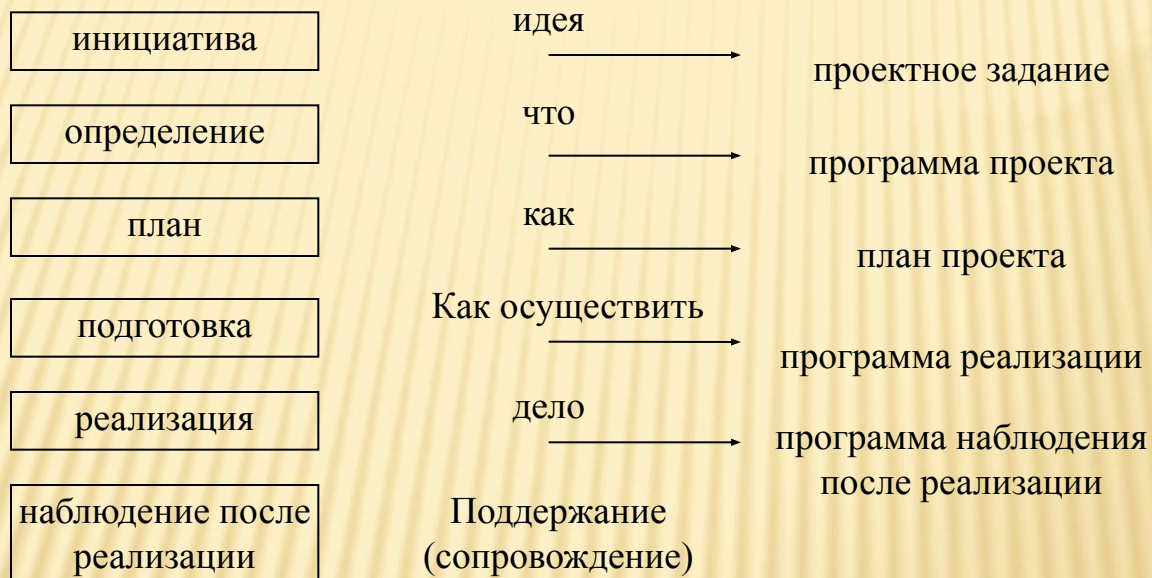 инициатива
идея
проектное задание
определение
что
программа проекта
план
как
план проекта
подготовка
Как осуществить
программа реализации
реализация
дело
программа наблюдения
после реализации
наблюдение после
реализации
Поддержание
(сопровождение)